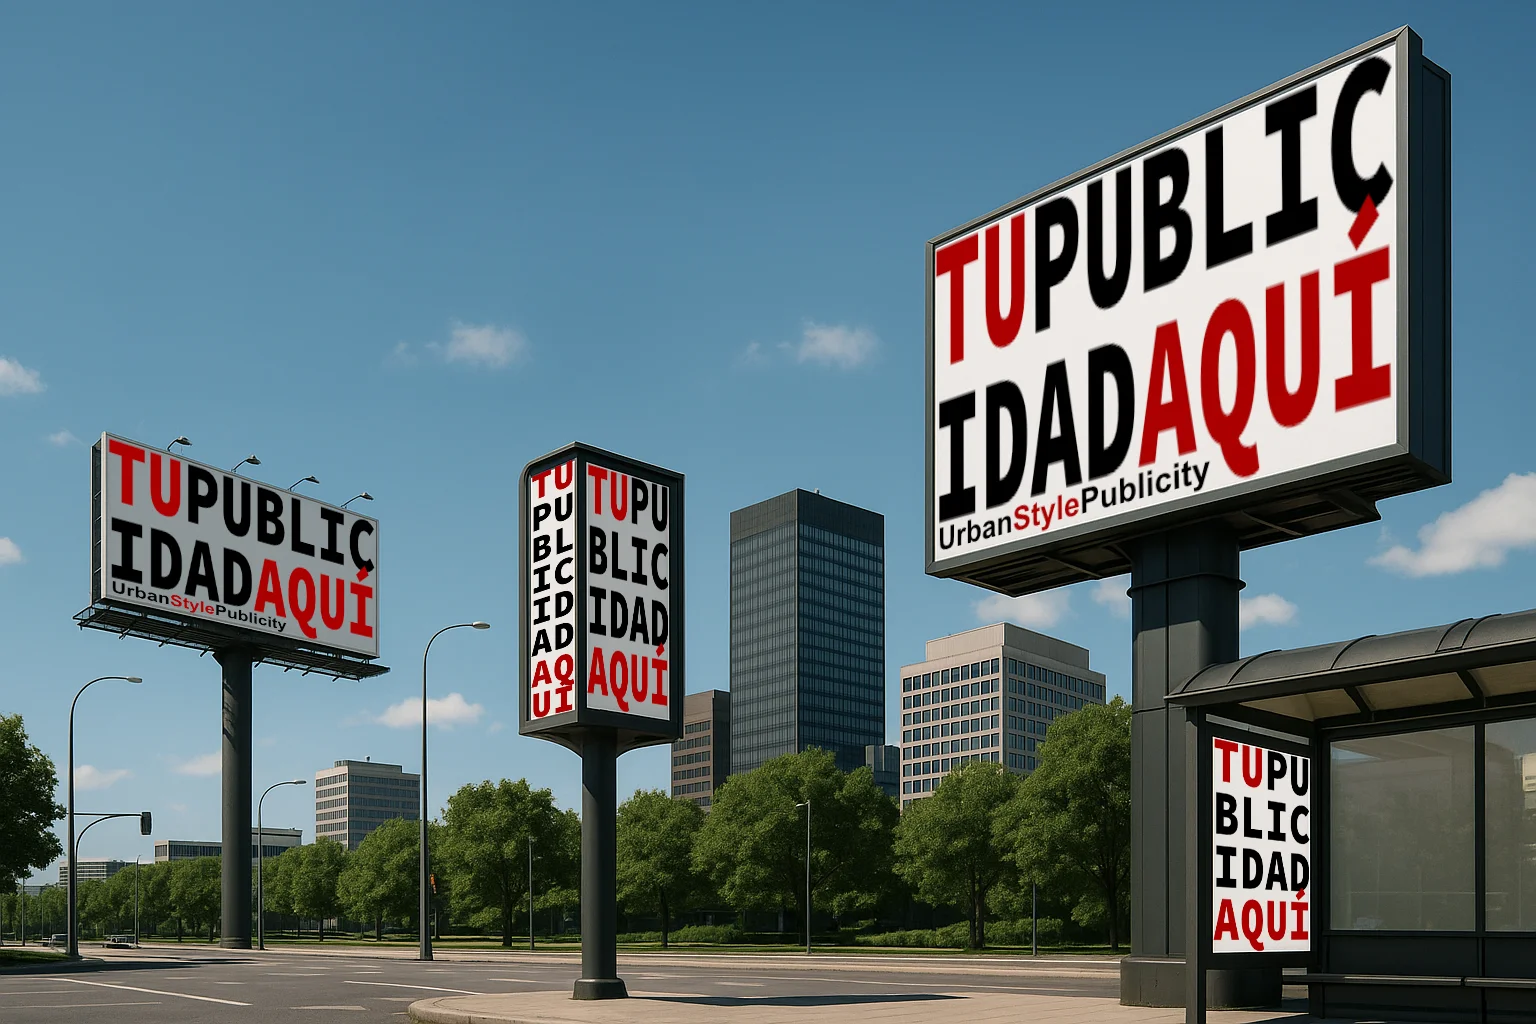 TUPUBLIC
IDADAQUÍ
UrbanStylePublicity
TU
PU
BL
IC
ID
AD
AQ
UÍ
TUPU
BLIC
IDAD
AQUÍ
TUPUBLIC
IDADAQUÍ
UrbanStylePublicity
TUPU
BLIC
IDAD
AQUÍ